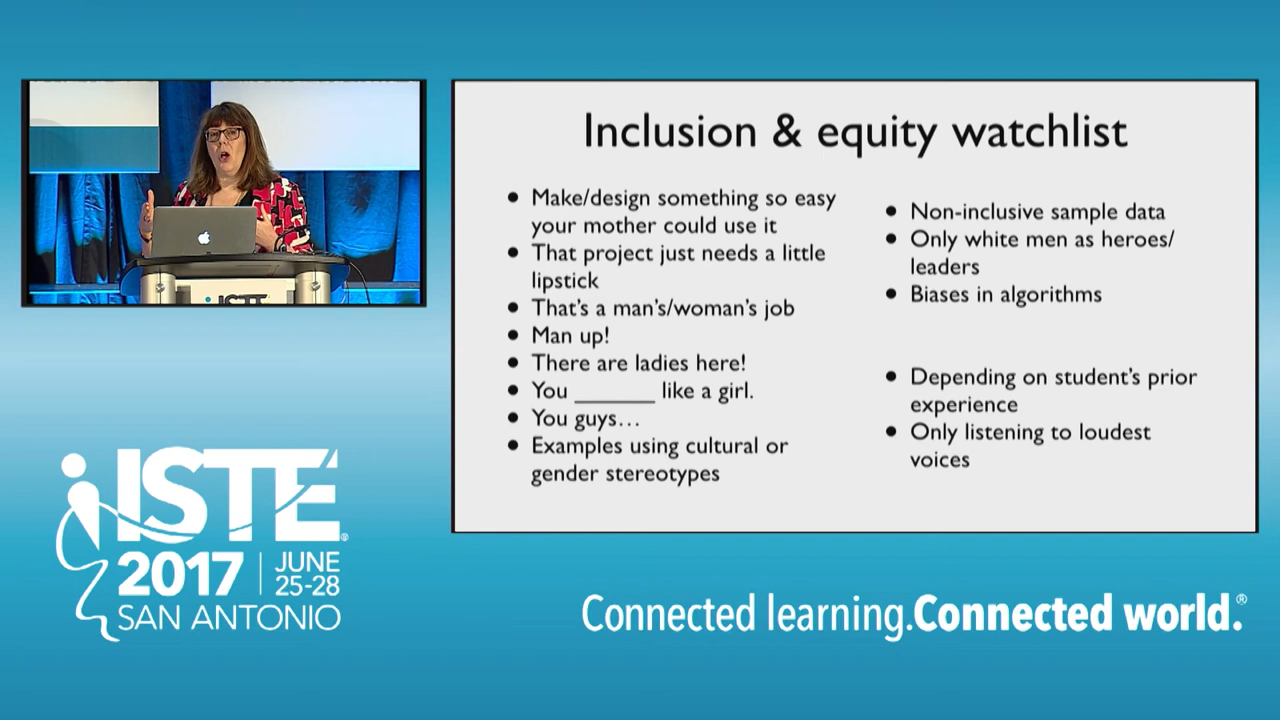 Inclusion & equity watchlist
● Make/design something so easy
your mother could use it
● That project just needs a little
lipstick
● That's a man's/woman's job
● Man up!
● There are ladies here!
● You ______ like a girl.
● You guys…
● Examples using cultural or
gender stereotypes
● Non-inclusive sample data
● Only white men as heroes/
leaders
● Biases in algorithms
● Depending on student's prior
experience
● Only listening to loudest
voices
ISTE
ISTE®
2017 | JUNE
25-28
SAN ANTONIO
Connected learning.Connected world.®